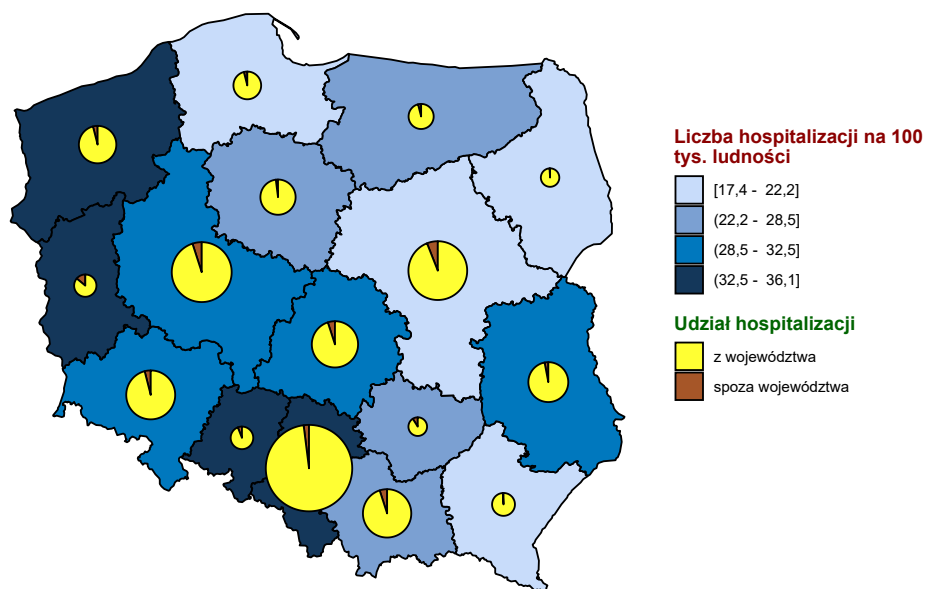 Liczba hospitalizacji na 100
tys. ludności
[17,4 - 22,2]
(22,2 - 28,5]
(28,5 - 32,5]
(32,5 - 36,1]
Udział hospitalizacji
z województwa
spoza województwa